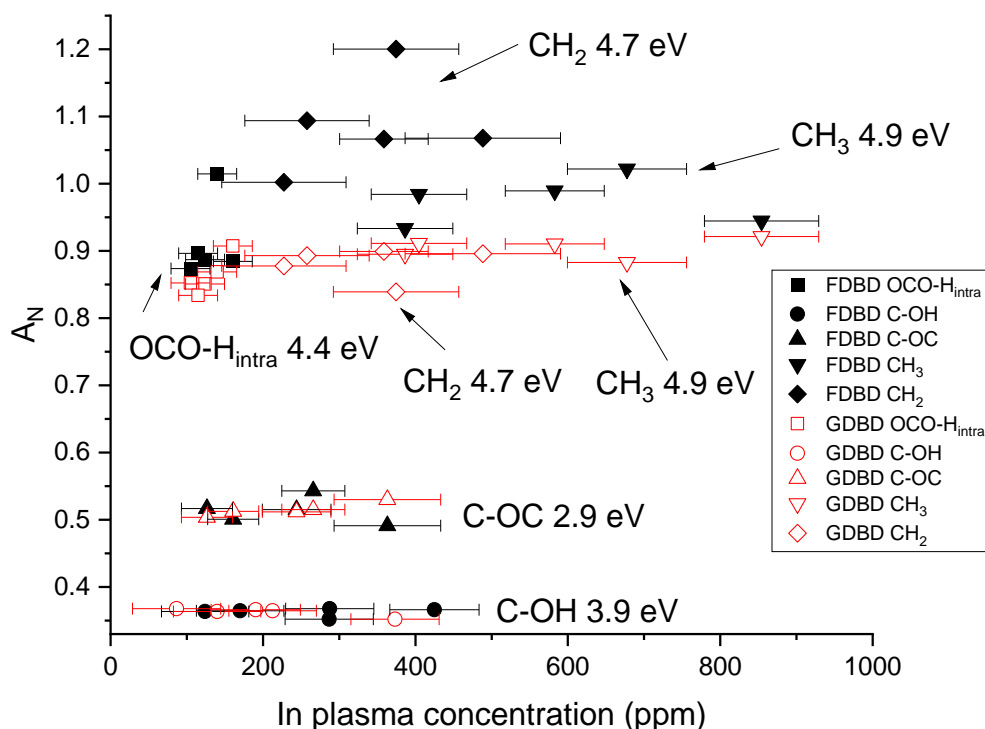 1.2
1.1
1.0
0.9
0.8
0.7
0.6
0.5
0.4
A_N
0
200
400
600
800
1000
In plasma concentration (ppm)
CH₂ 4.7 eV
CH₃ 4.9 eV
OCO-H_intra 4.4 eV
CH₂ 4.7 eV
CH₃ 4.9 eV
C-OC 2.9 eV
C-OH 3.9 eV
FDBD OCO-H_intra
FDBD C-OH
FDBD C-OC
FDBD CH₃
FDBD CH₂
GDBD OCO-H_intra
GDBD C-OH
GDBD C-OC
GDBD CH₃
GDBD CH₂